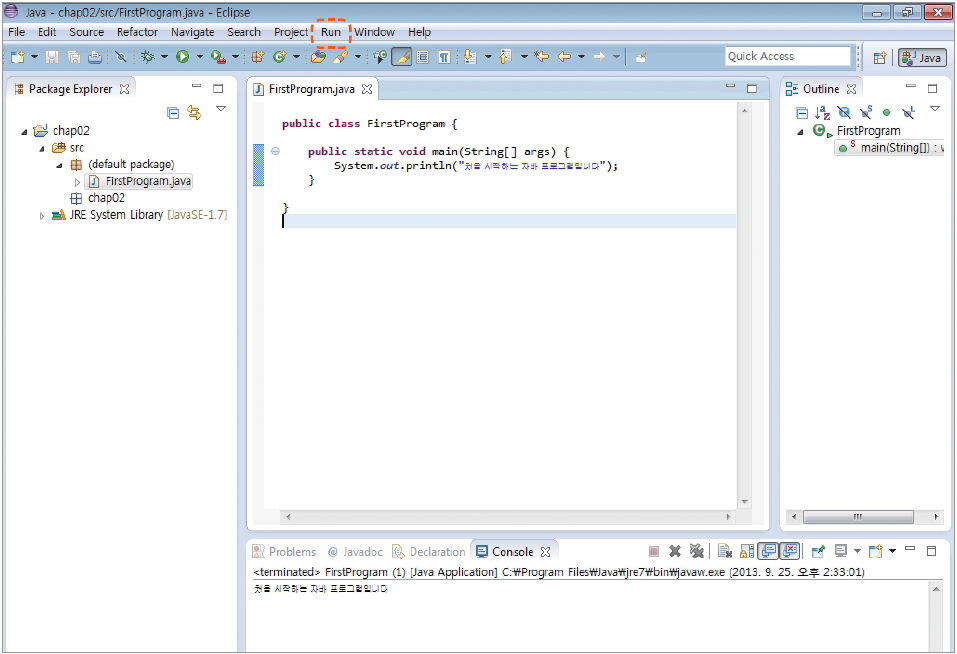 Java - chap02/src/FirstProgram.java - Eclipse
File Edit Source Refactor Navigate Search Project Run Window Help
Quick Access
Java
Package Explorer
chap02
src
(default package)
FirstProgram.java
chap02
JRE System Library [JavaSE-1.7]
FirstProgram.java
public class FirstProgram {
public static void main(String[] args) {
System.out.println("첫을 시작하는 자바 프로그램입니다");
}
}
Outline
FirstProgram
main(String[]) : v
Problems @ Javadoc Declaration Console
<terminated> FirstProgram (1) [Java Application] C:₩Program Files₩Java₩jre7₩bin₩javaw.exe (2013. 9. 25. 오후 2:33:01)
첫을 시작하는 자바 프로그램입니다